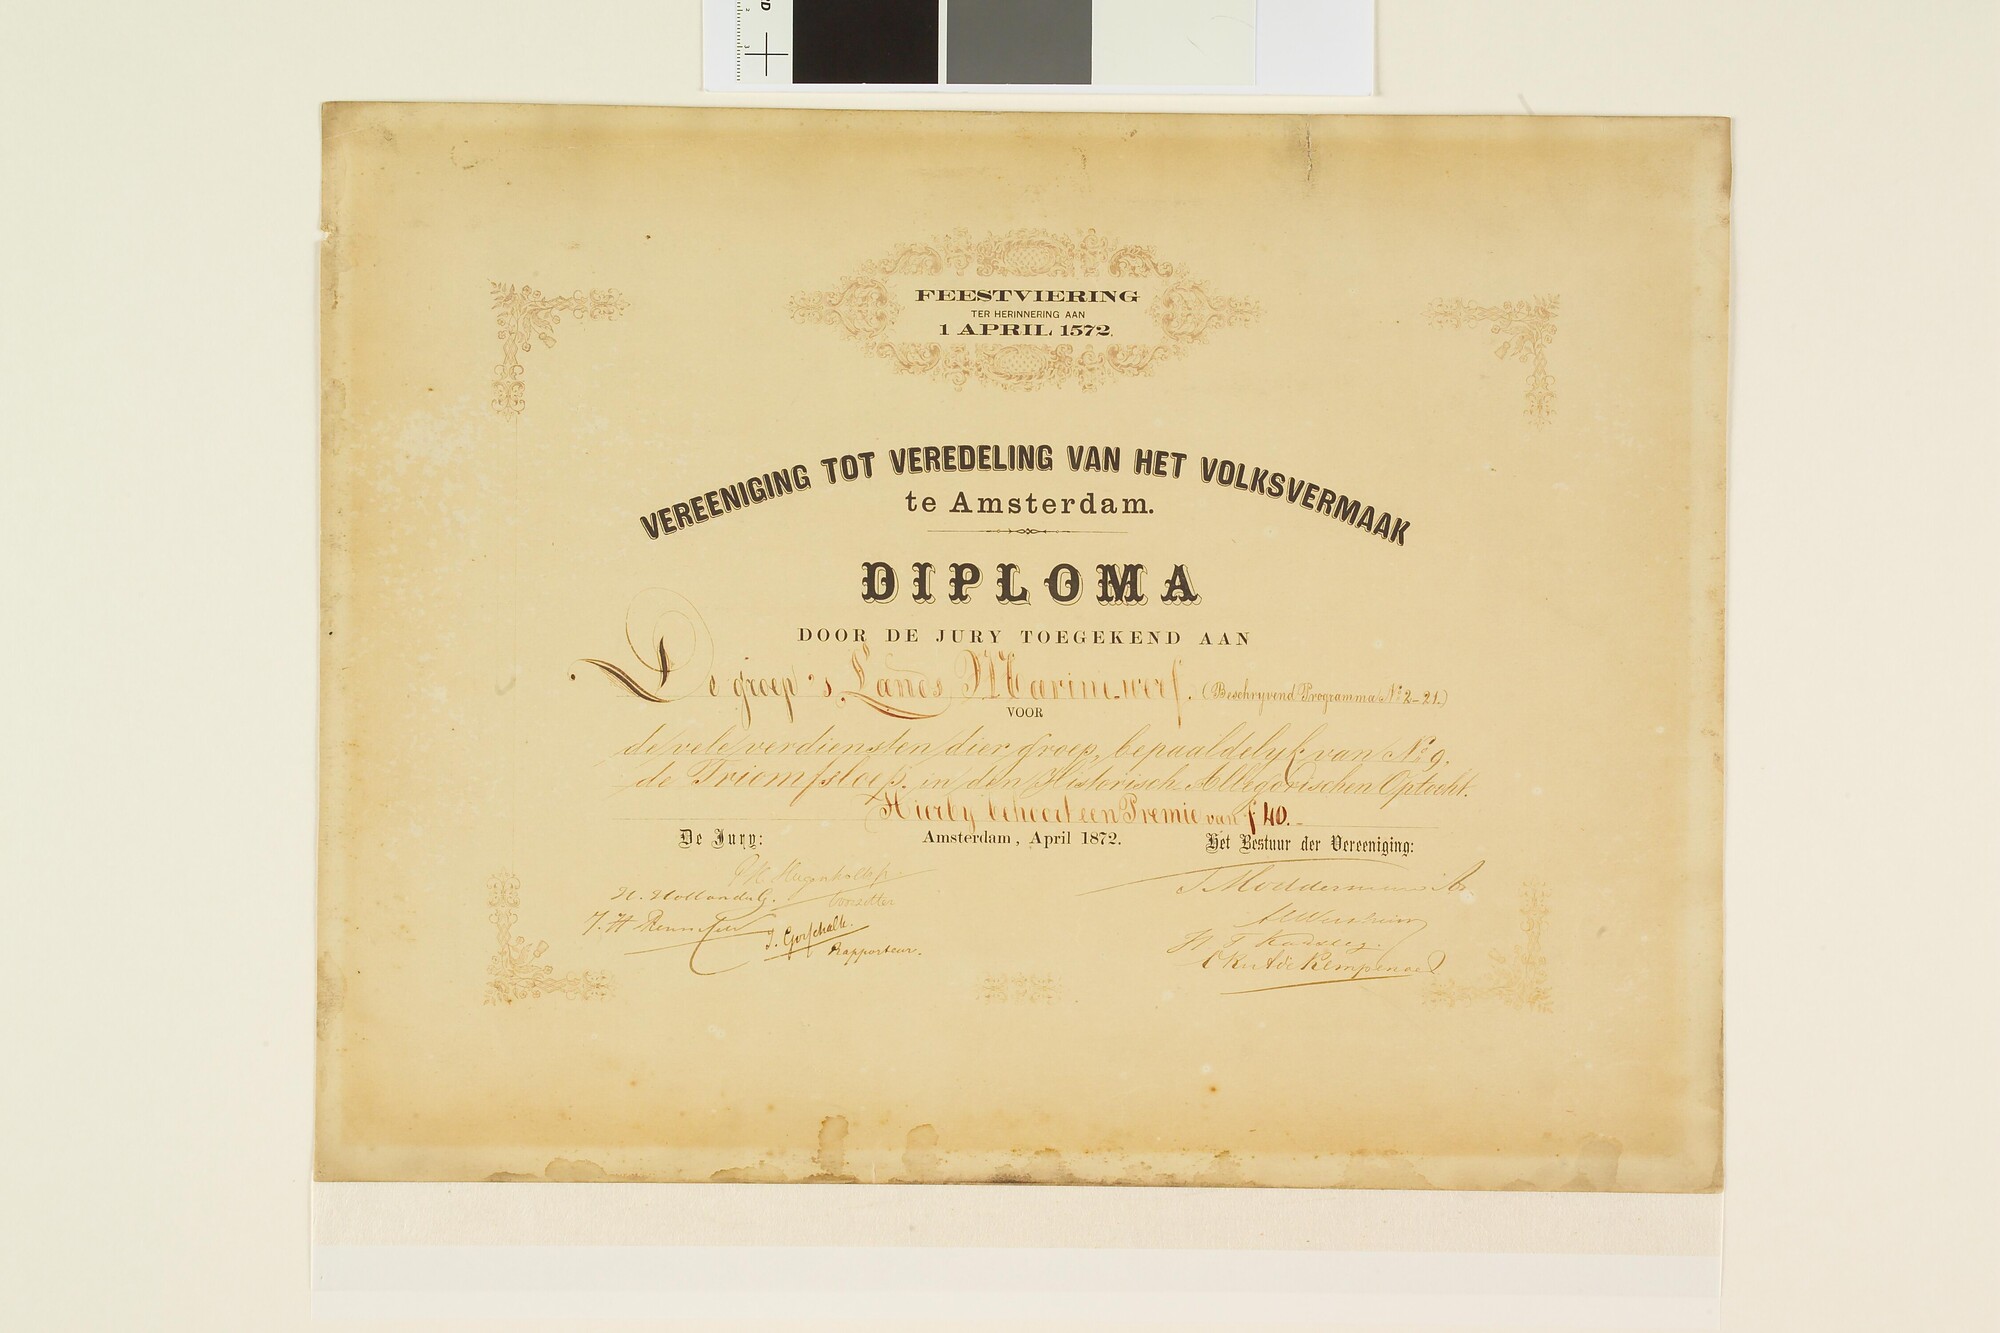 FEESTVIERING
TER HERINNERING AAN
1 APRIL 1572.
VEREENIGING TOT VEREDELING VAN HET VOLKSVERMAAK
te Amsterdam.
DIPLOMA
DOOR DE JURY TOEGEKEND AAN
De groep 's Lands Marine-werf. (Beschryvend Programma No 2-21.)
VOOR
de vele verdiensten dier groep, bepaaldelyk van No 9,
de Triomfsloep, in den Historisch Allegorischen Optocht.
Hierby behoort een Premie van f 40.-
De Jury:
Amsterdam, April 1872.
Het Bestuur der Vereeniging:
Rapporteur.